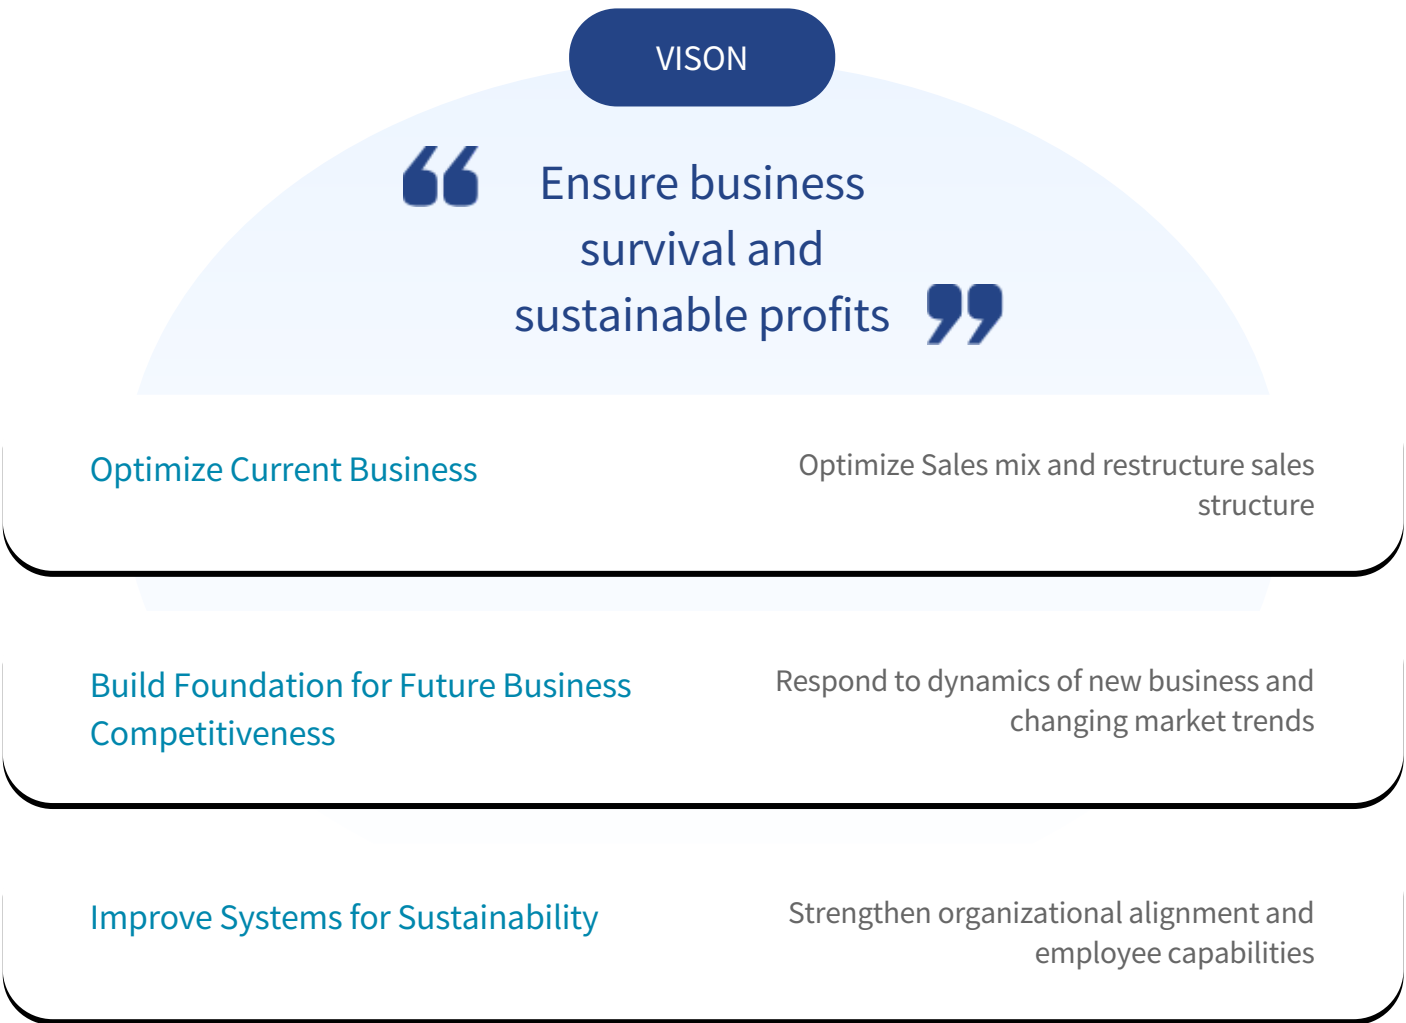 VISON
Ensure business
survival and
sustainable profits
Optimize Current Business
Optimize Sales mix and restructure sales
structure
Build Foundation for Future Business
Competitiveness
Respond to dynamics of new business and
changing market trends
Improve Systems for Sustainability
Strengthen organizational alignment and
employee capabilities